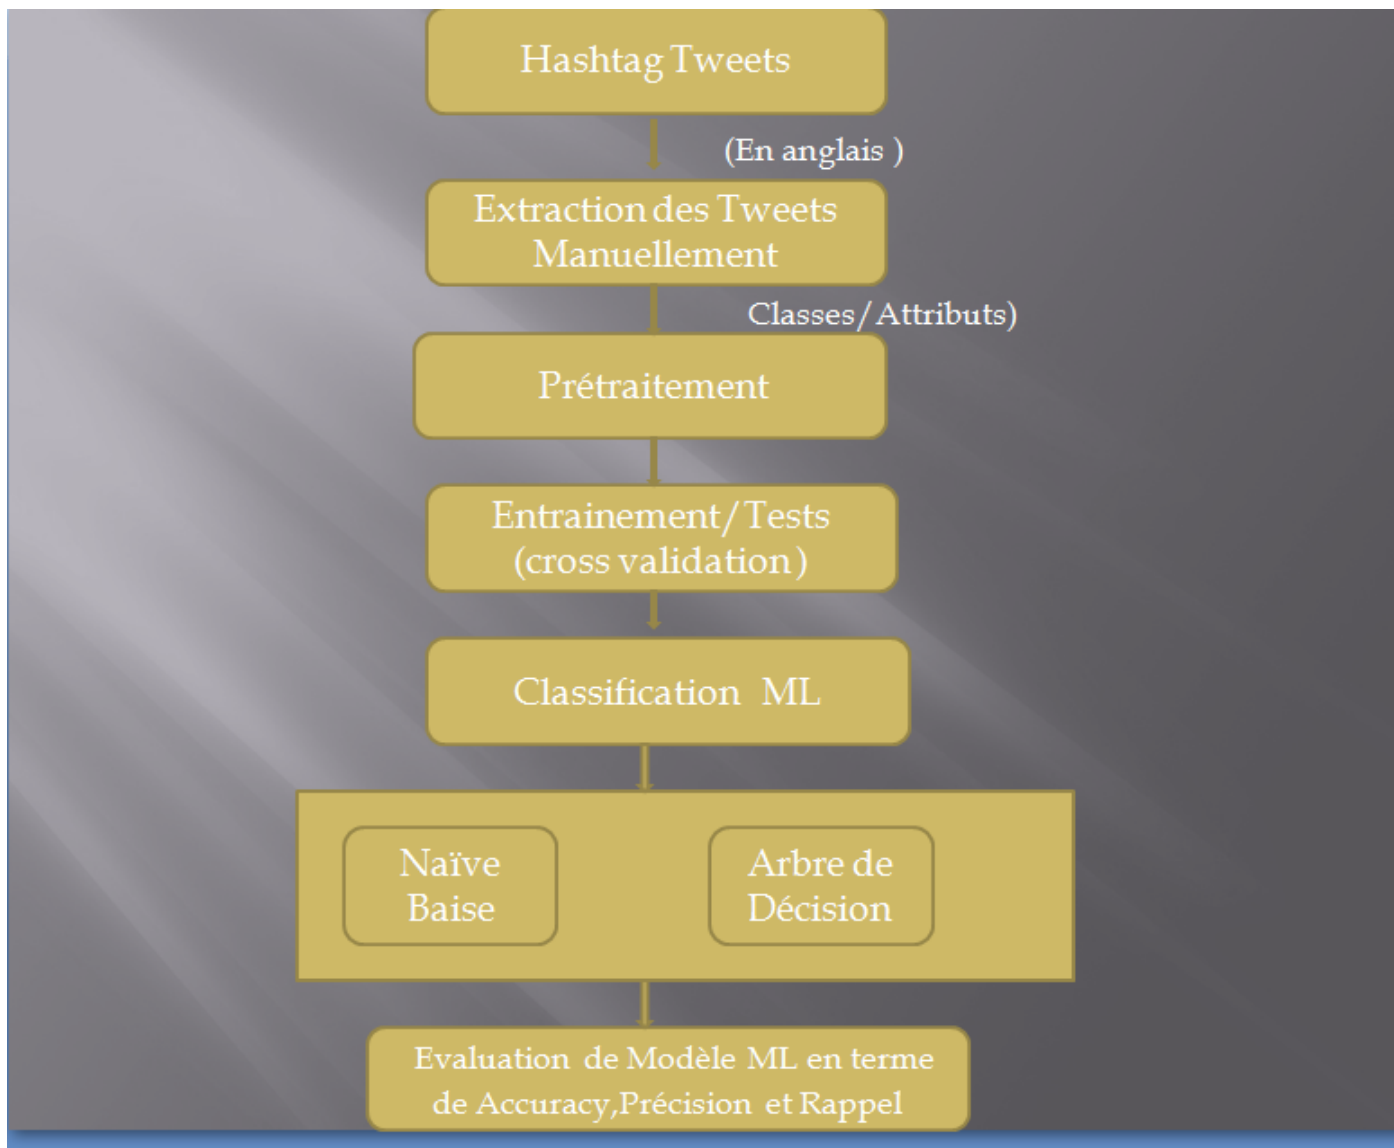 Hashtag Tweets
(En anglais )
Extraction des Tweets
Manuellement
Classes/Attributs)
Prétraitement
Entrainement/Tests
(cross validation)
Classification ML
Naïve
Baise
Arbre de
Décision
Evaluation de Modèle ML en terme
de Accuracy,Précision et Rappel